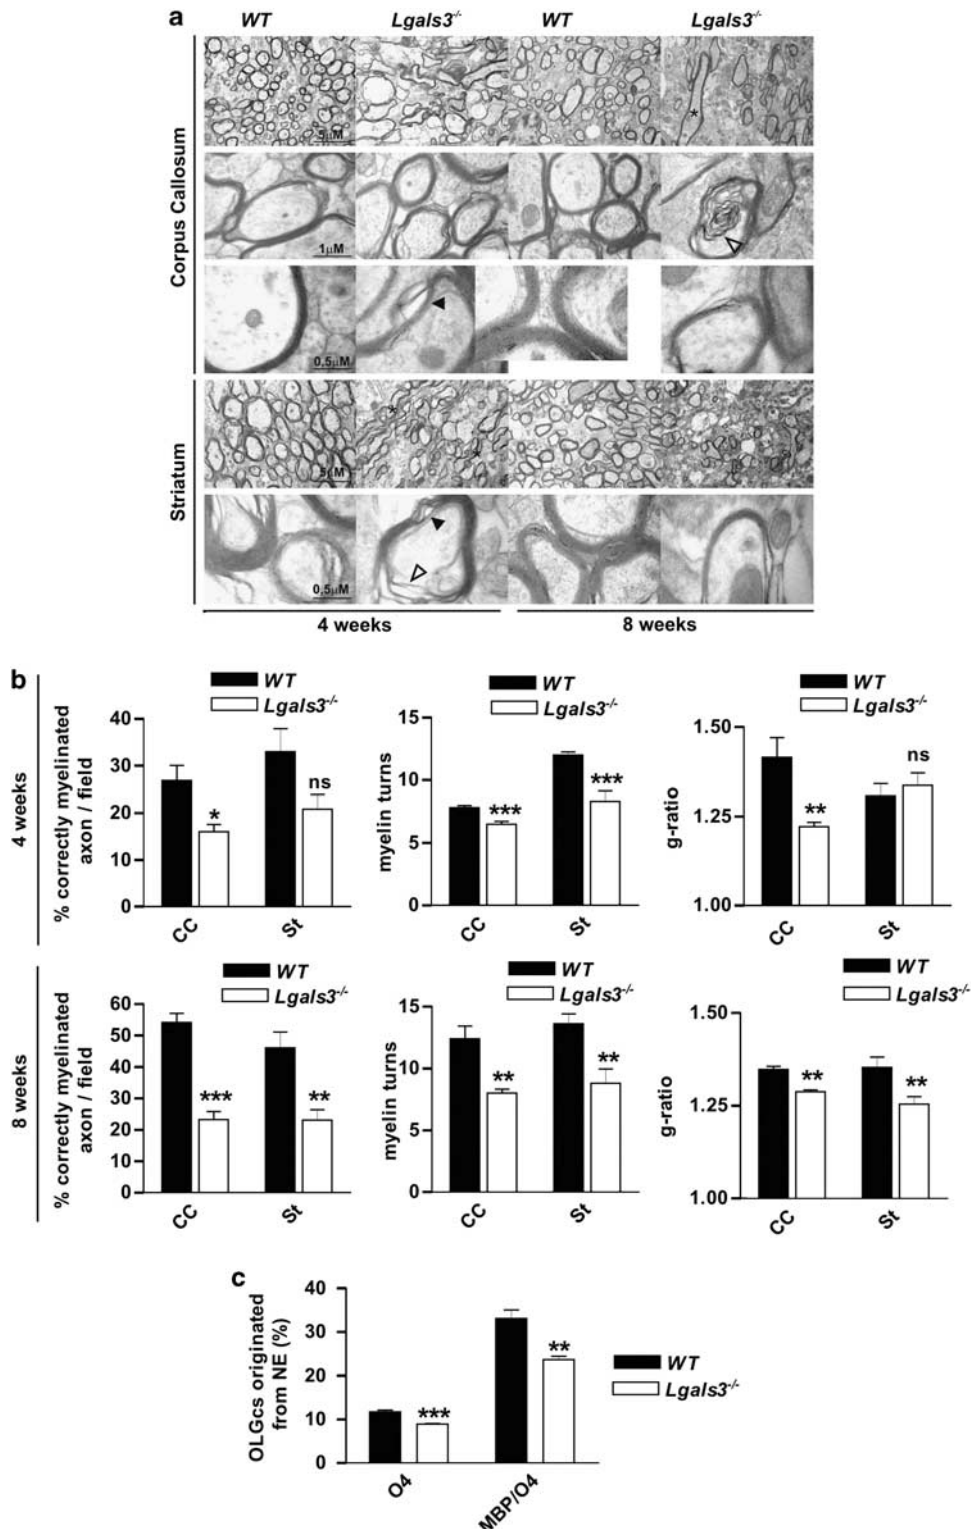 a
WT Lgals3-/- WT Lgals3-/-
Corpus Callosum
5µM
*
1µM
0,5µM
Striatum
5µM
* *
0,5µM
4 weeks 8 weeks
b
4 weeks
WT
Lgals3-/-
% correctly myelinated axon / field
40
30
20
10
0
*
ns
CC St
WT
Lgals3-/-
myelin turns
15
10
5
0
***
***
CC St
WT
Lgals3-/-
g-ratio
1.50
1.25
1.00
**
ns
CC St
8 weeks
WT
Lgals3-/-
% correctly myelinated axon / field
60
50
40
30
20
10
0
***
**
CC St
WT
Lgals3-/-
myelin turns
15
10
5
0
**
**
CC St
WT
Lgals3-/-
g-ratio
1.50
1.25
1.00
**
**
CC St
c
OLGcs originated from NE (%)
40
30
20
10
0
***
**
O4 MBP/O4
WT
Lgals3-/-